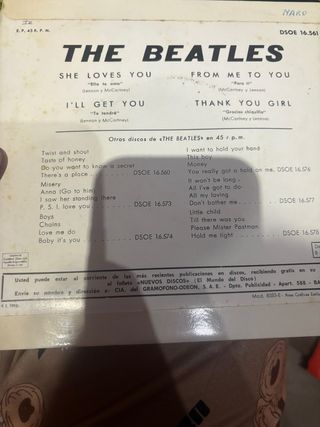 HARO
E. P. 45 R. P. M.
DSOE 16.561
THE BEATLES
SHE LOVES YOU
"Ella te ama"
(Lennon y McCartney)
FROM ME TO YOU
"Para ti"
(McCartney y Lennon)
I'LL GET YOU
"Te tendré"
(Lennon y McCartney)
THANK YOU GIRL
"Gracias chiquilla"
(McCartney y Lennon)
Otros discos de «THE BEATLES» en 45 r. p. m.
Twist and shout
Taste of honey
Do you want to know a secret
There's a place DSOE 16.560
Misery
Anna (Go to him)
I saw her standing there
P. S. I. love you DSOE 16.573
Boys
Chains
Love me do
Baby it's you DSOE 16.574
I want to hold your hand
This boy
Money
You really got a hold on me. DSOE 16.576
It won't be long
All I've got to do
All my loving
Don't bother me DSOE 16.577
Little child
Till there was you
Please Mister Postman
Hold me tight DSOE 16.578
Usted puede estar al corriente de las más recientes publicaciones en discos, recibiendo gratis en su
el folleto «NUEVOS DISCOS» (El Mundo del Disco)
Envíe su nombre y dirección a: CIA. del GRAMOFONO-ODEON, S. A. E. - Dpto. Publicidad - Apart. 588 - BA